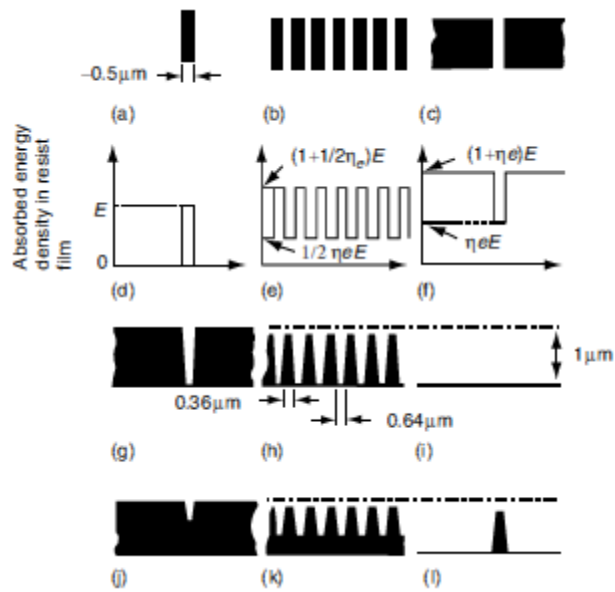 −0.5μm
(a) (b) (c)
Absorbed energy
density in resist
film
E
0
(1+1/2ηₑ)E
1/2 ηeE
(1+ηe)E
ηeE
(d) (e) (f)
1μm
0.36μm
0.64μm
(g) (h) (i)
(j) (k) (l)